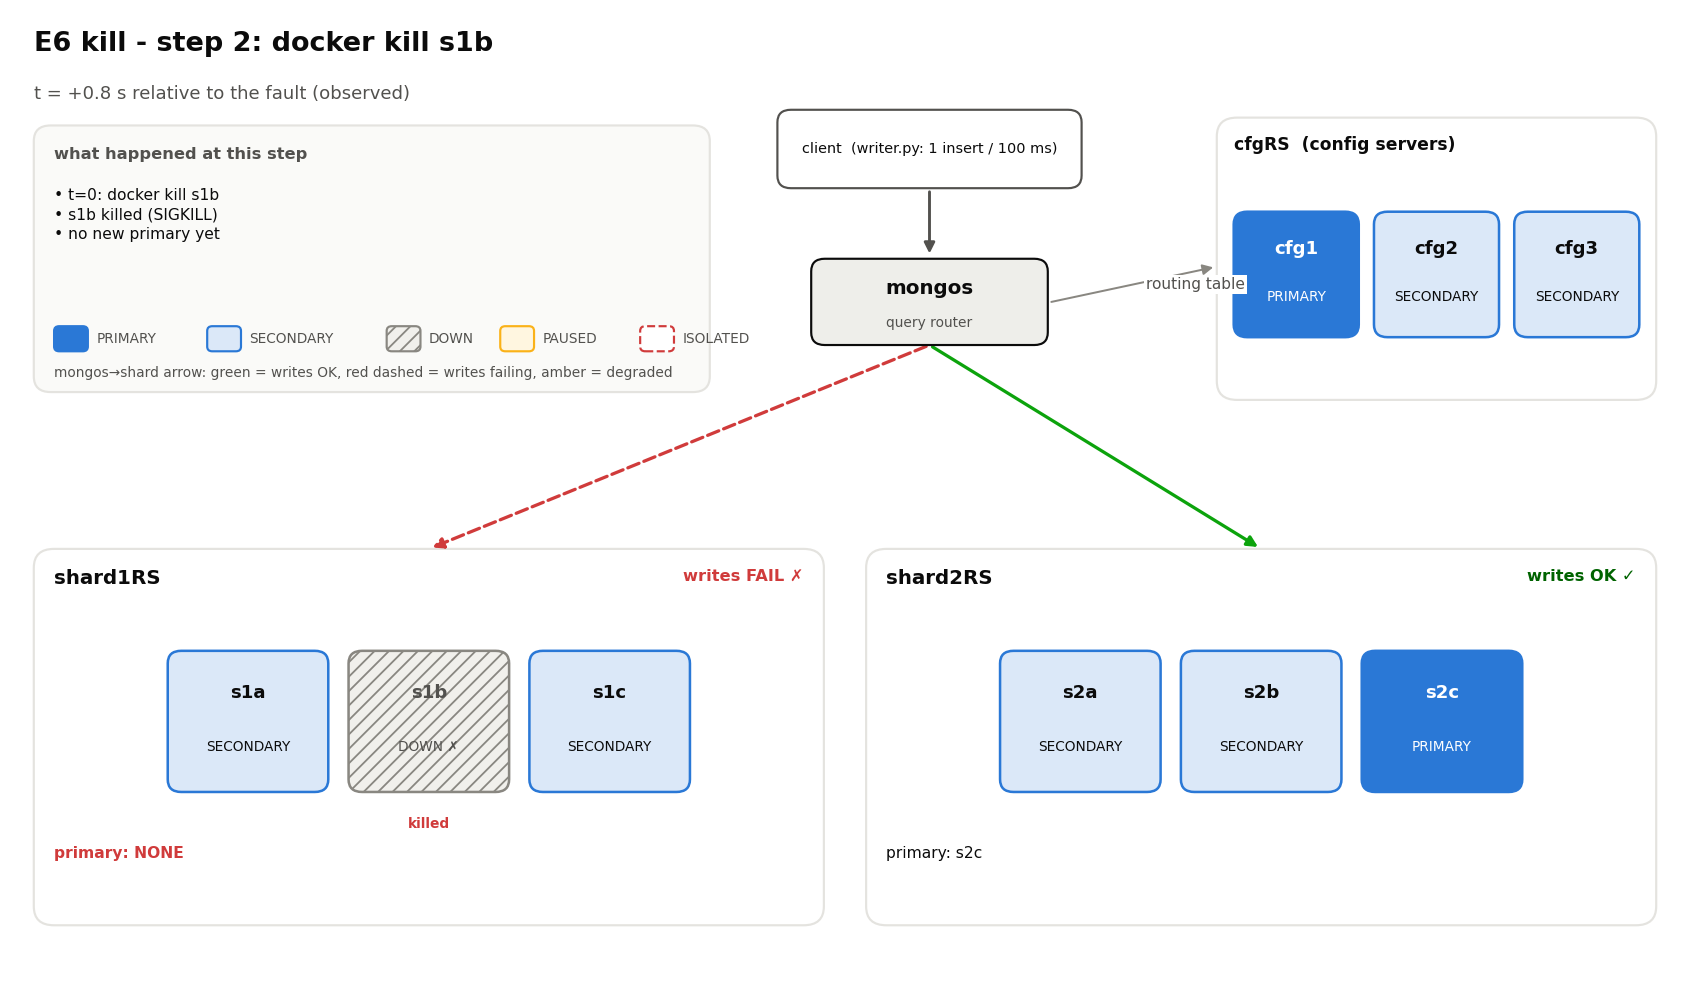 E6 kill - step 2: docker kill s1b
t = +0.8 s relative to the fault (observed)
what happened at this step
• t=0: docker kill s1b
• s1b killed (SIGKILL)
• no new primary yet
PRIMARY
SECONDARY
DOWN
PAUSED
ISOLATED
mongos→shard arrow: green = writes OK, red dashed = writes failing, amber = degraded
client  (writer.py: 1 insert / 100 ms)
mongos
query router
routing table
cfgRS  (config servers)
cfg1
PRIMARY
cfg2
SECONDARY
cfg3
SECONDARY
shard1RS
writes FAIL ✗
s1a
SECONDARY
s1b
DOWN ✗
killed
s1c
SECONDARY
primary: NONE
shard2RS
writes OK ✓
s2a
SECONDARY
s2b
SECONDARY
s2c
PRIMARY
primary: s2c